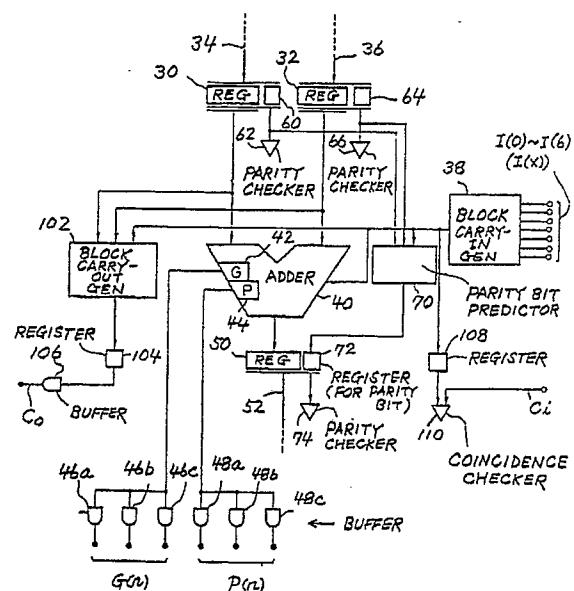 34
32
36
30
REG
REG
60
64
62
66
PARITY
CHECKER
PARITY
CHECKER
I(0)~I(6)
(I(x))
38
BLOCK
CARRY-
IN
GEN
102
42
BLOCK
CARRY-
OUT
GEN
G
P
ADDER
44
40
70
PARITY BIT
PREDICTOR
REGISTER
106
104
BUFFER
Co
50
REG
72
REGISTER
(FOR PARITY
BIT)
52
74
PARITY
CHECKER
108
REGISTER
Ci
110
COINCIDENCE
CHECKER
46a
46b
46c
48a
48b
48c
← BUFFER
G(n)
P(n)